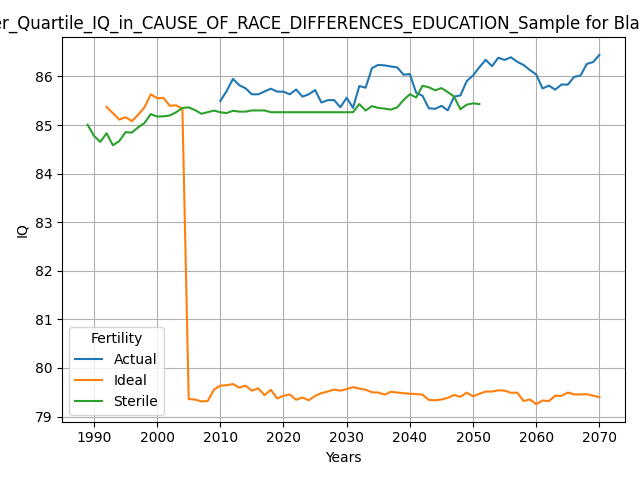 er_Quartile_IQ_in_CAUSE_OF_RACE_DIFFERENCES_EDUCATION_Sample for Bla
86
85
84
83
82
81
80
79
IQ
Fertility
Actual
Ideal
Sterile
1990 2000 2010 2020 2030 2040 2050 2060 2070
Years